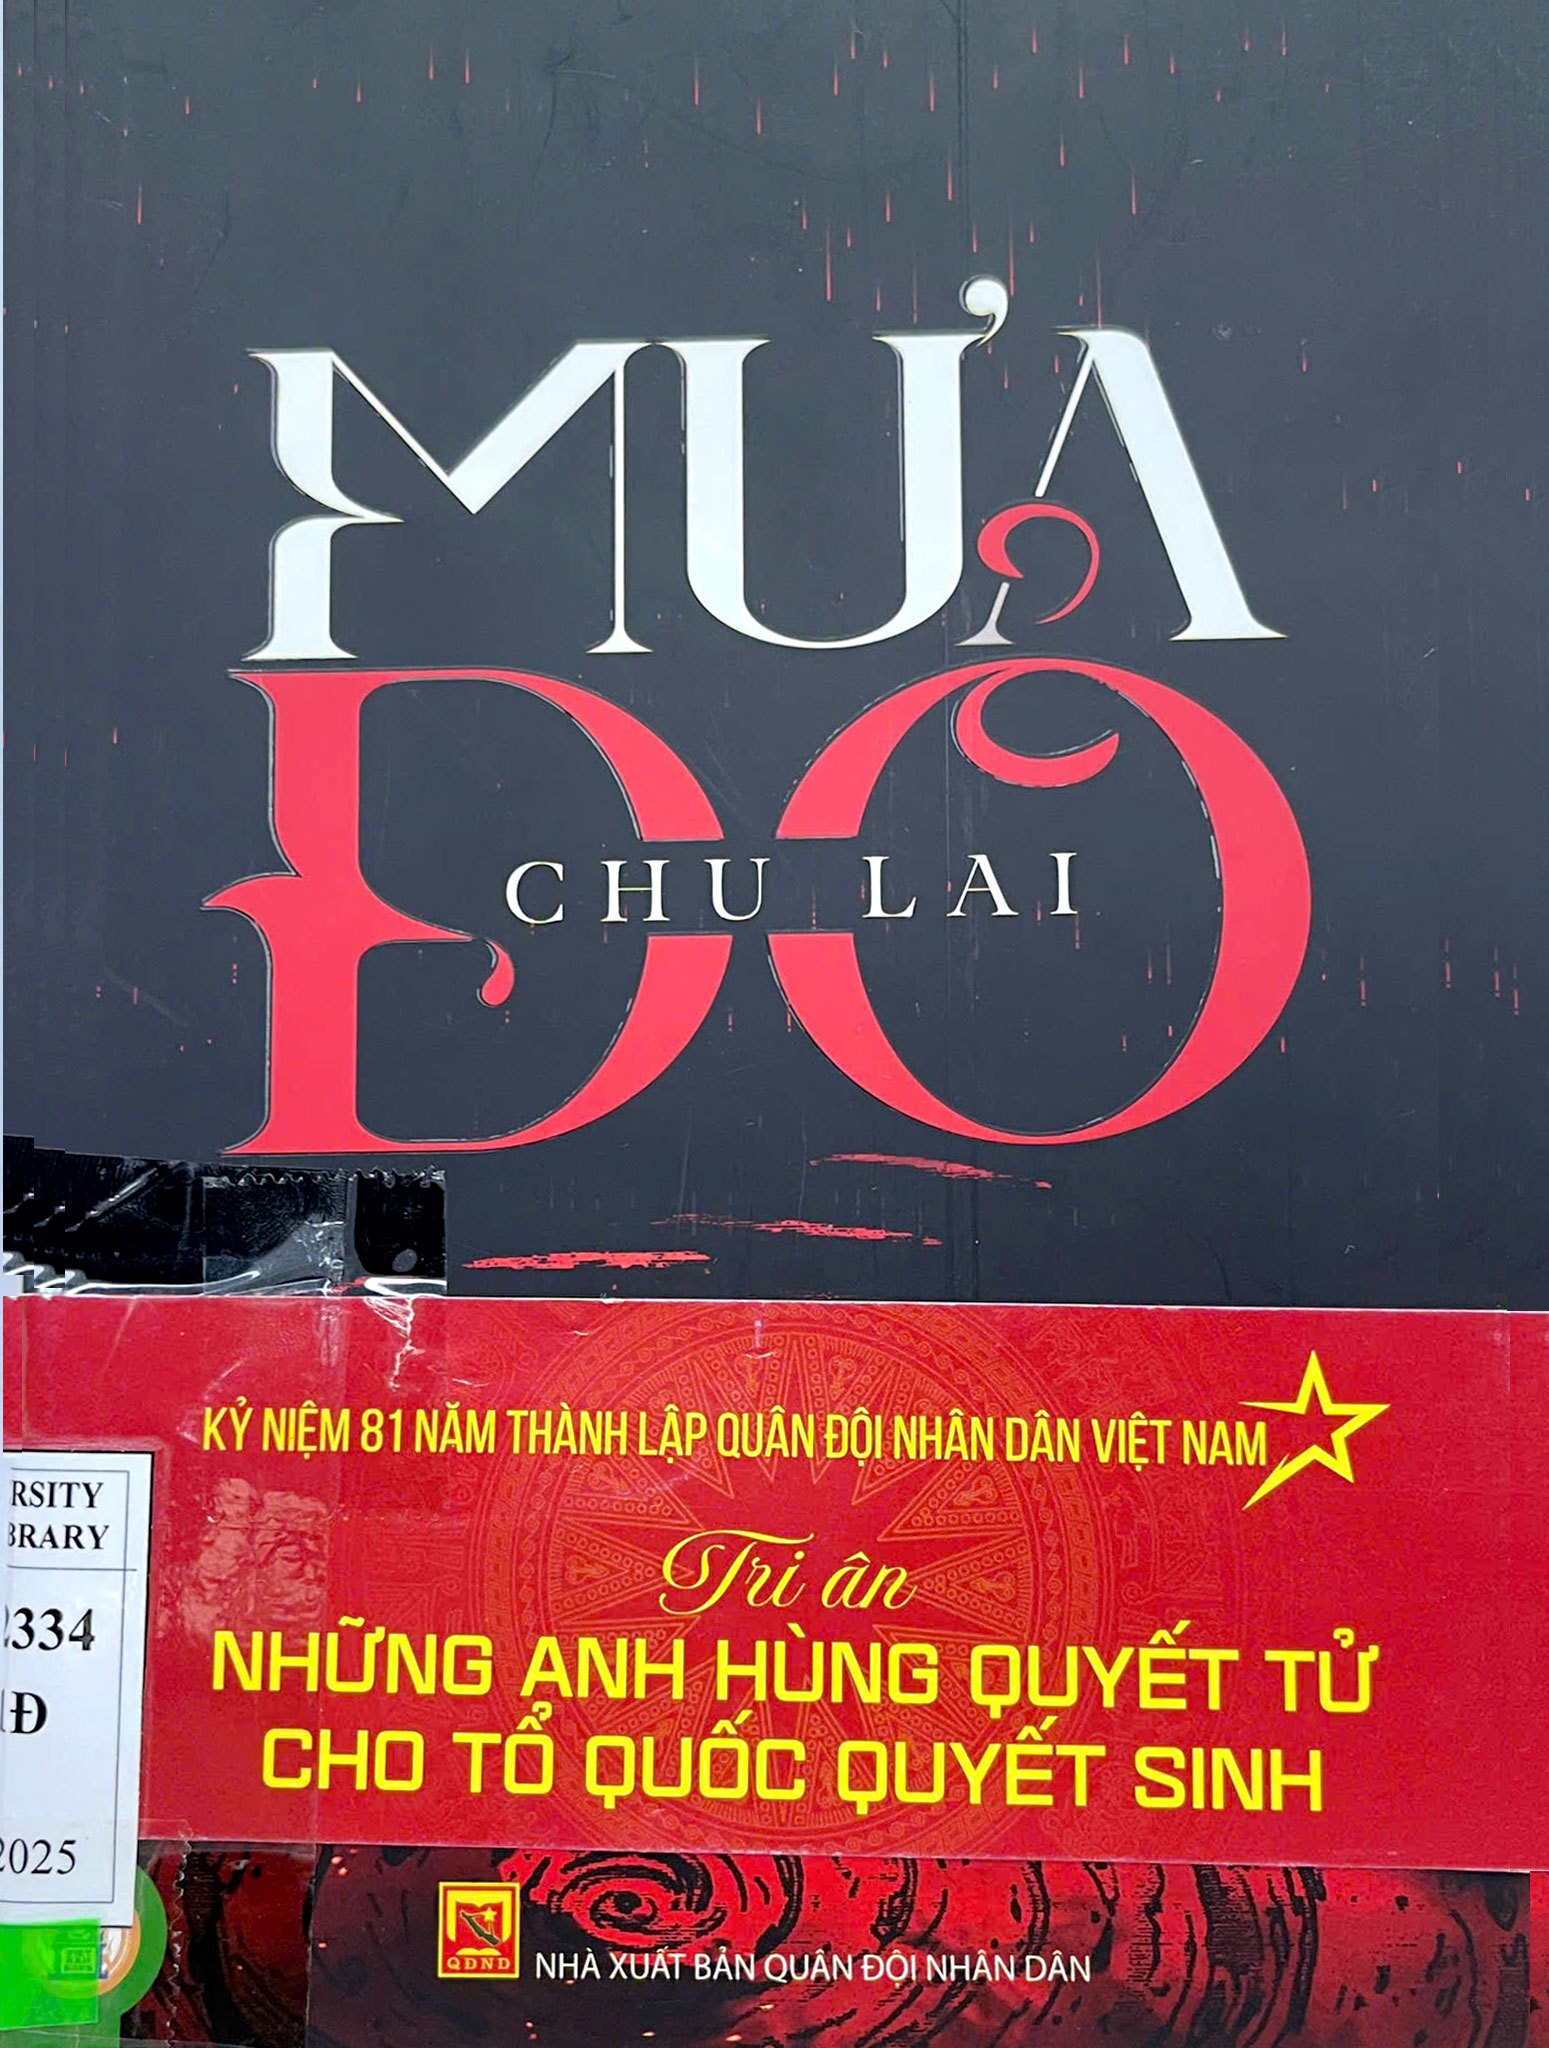 MƯA
ĐỎ
CHU LAI
KỶ NIỆM 81 NĂM THÀNH LẬP QUÂN ĐỘI NHÂN DÂN VIỆT NAM
Tri ân
NHỮNG ANH HÙNG QUYẾT TỬ
CHO TỔ QUỐC QUYẾT SINH
RSITY
BRARY
2334
Đ
2025
QĐND
NHÀ XUẤT BẢN QUÂN ĐỘI NHÂN DÂN